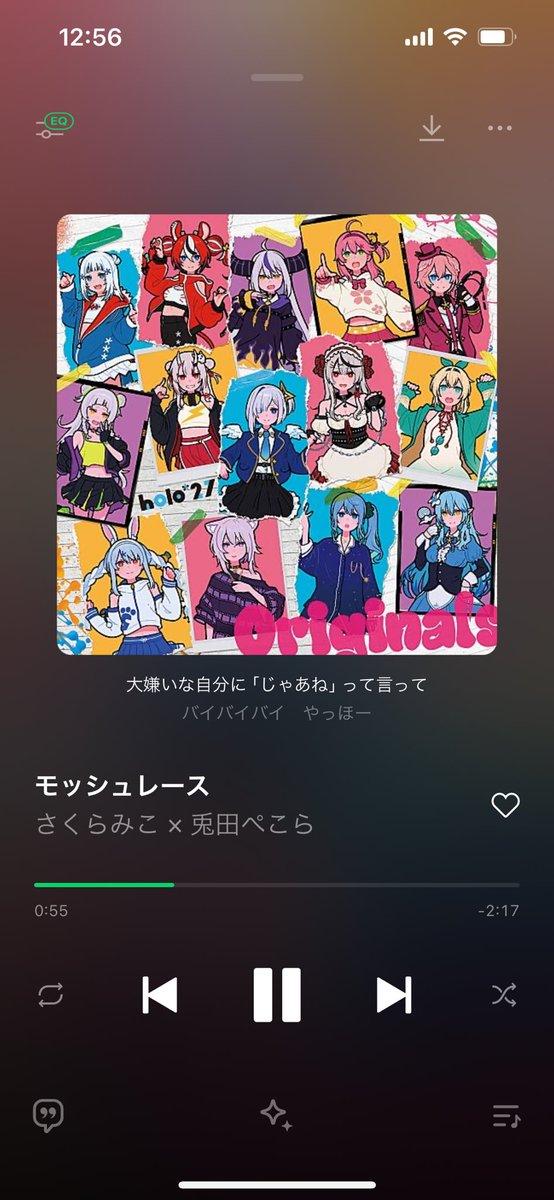 12:56
EQ
holo*27
Originals
大嫌いな自分に「じゃあね」って言って
バイバイバイ　やっほー
モッシュレース
さくらみこ × 兎田ぺこら
0:55
-2:17